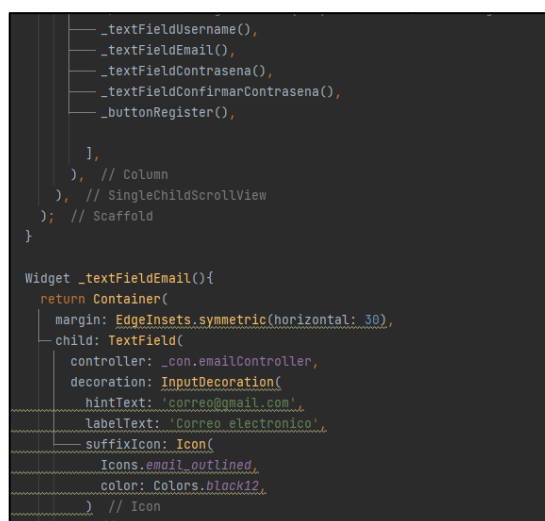 _textFieldUsername(),
_textFieldEmail(),
_textFieldContrasena(),
_textFieldConfirmarContrasena(),
_buttonRegister(),
],
), // Column
), // SingleChildScrollView
); // Scaffold
}
Widget _textFieldEmail(){
return Container(
margin: EdgeInsets.symmetric(horizontal: 30),
child: TextField(
controller: _con.emailController,
decoration: InputDecoration(
hintText: 'correo@gmail.com',
labelText: 'Correo electronico',
suffixIcon: Icon(
Icons.email_outlined,
color: Colors.black12,
) // Icon